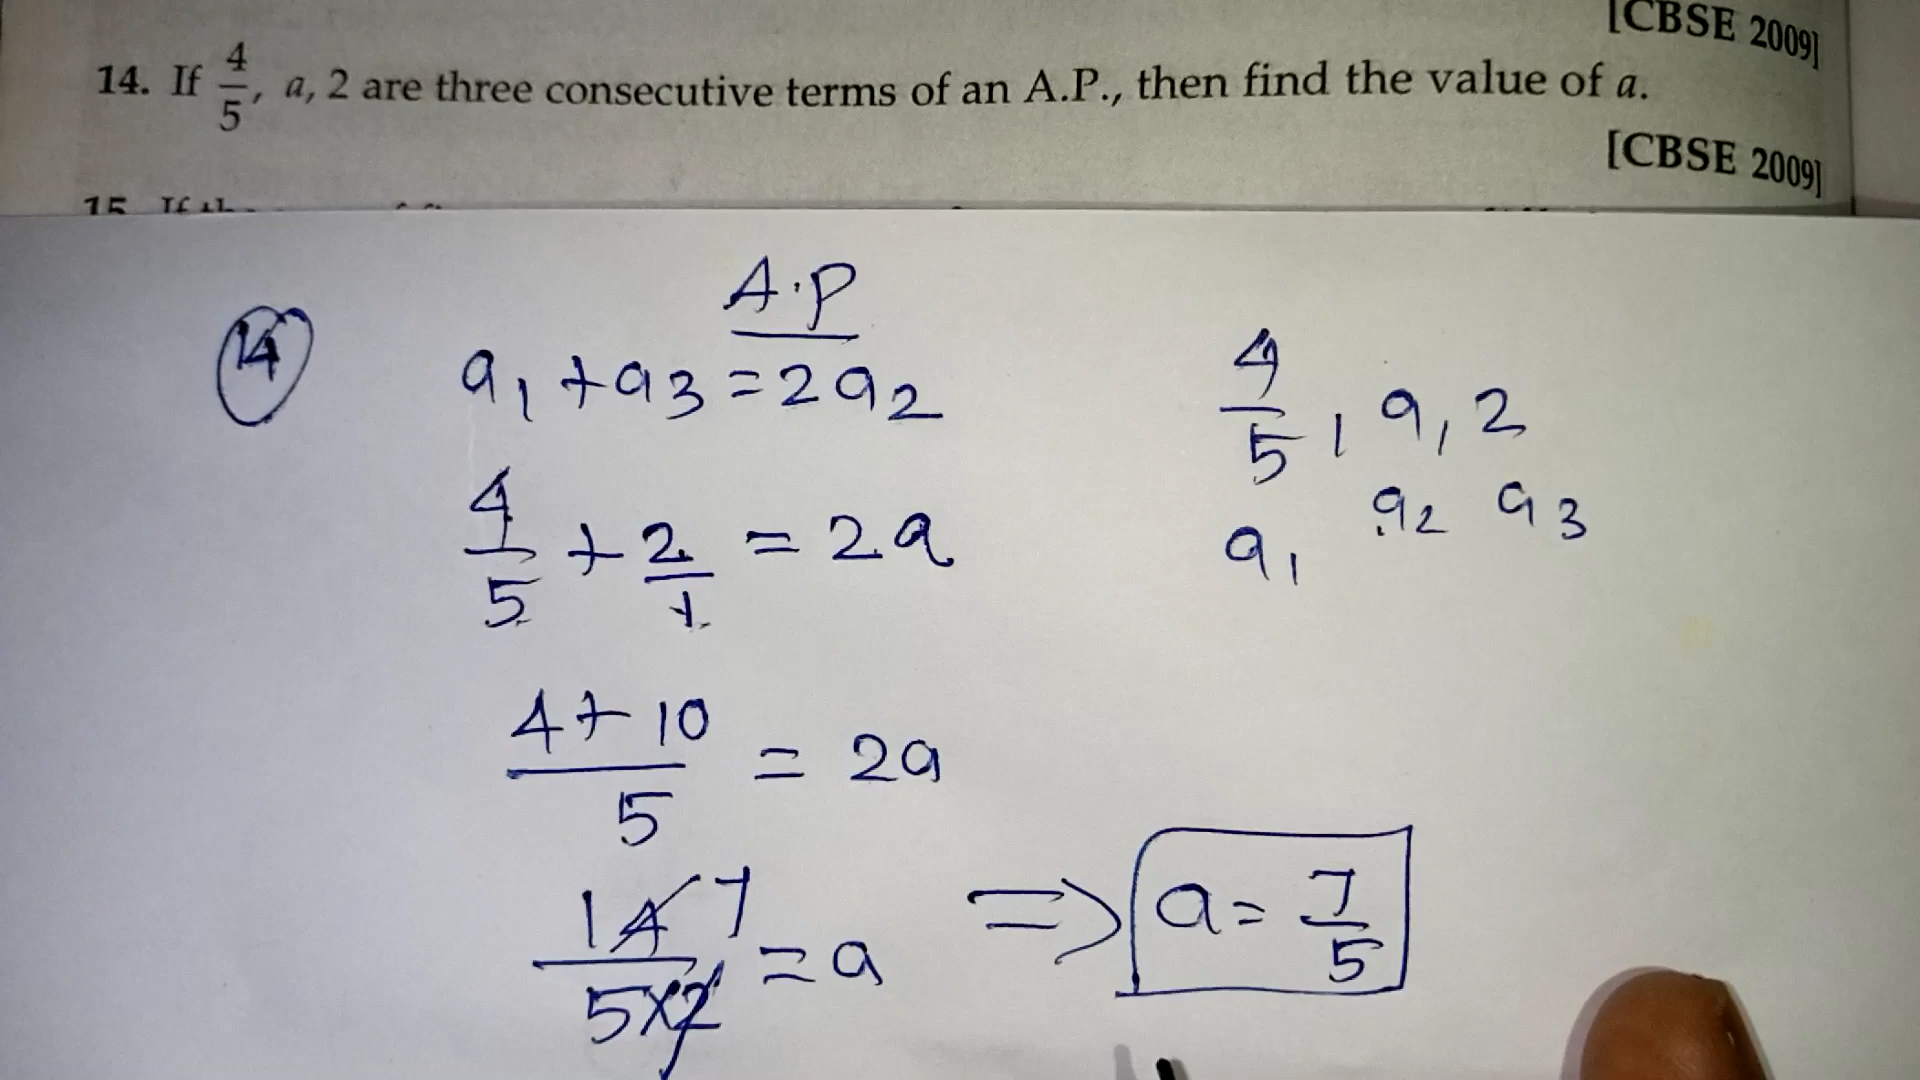 [CBSE 2009]
14. If 4/5, a, 2 are three consecutive terms of an A.P., then find the value of a.
[CBSE 2009]
15
14
A.P
a₁ + a₃ = 2a₂
4/5 + 2/1 = 2a
(4 + 10)/5 = 2a
14/(5×2) = a
7
⇒ a = 7/5
4/5, a, 2
a₁ a₂ a₃